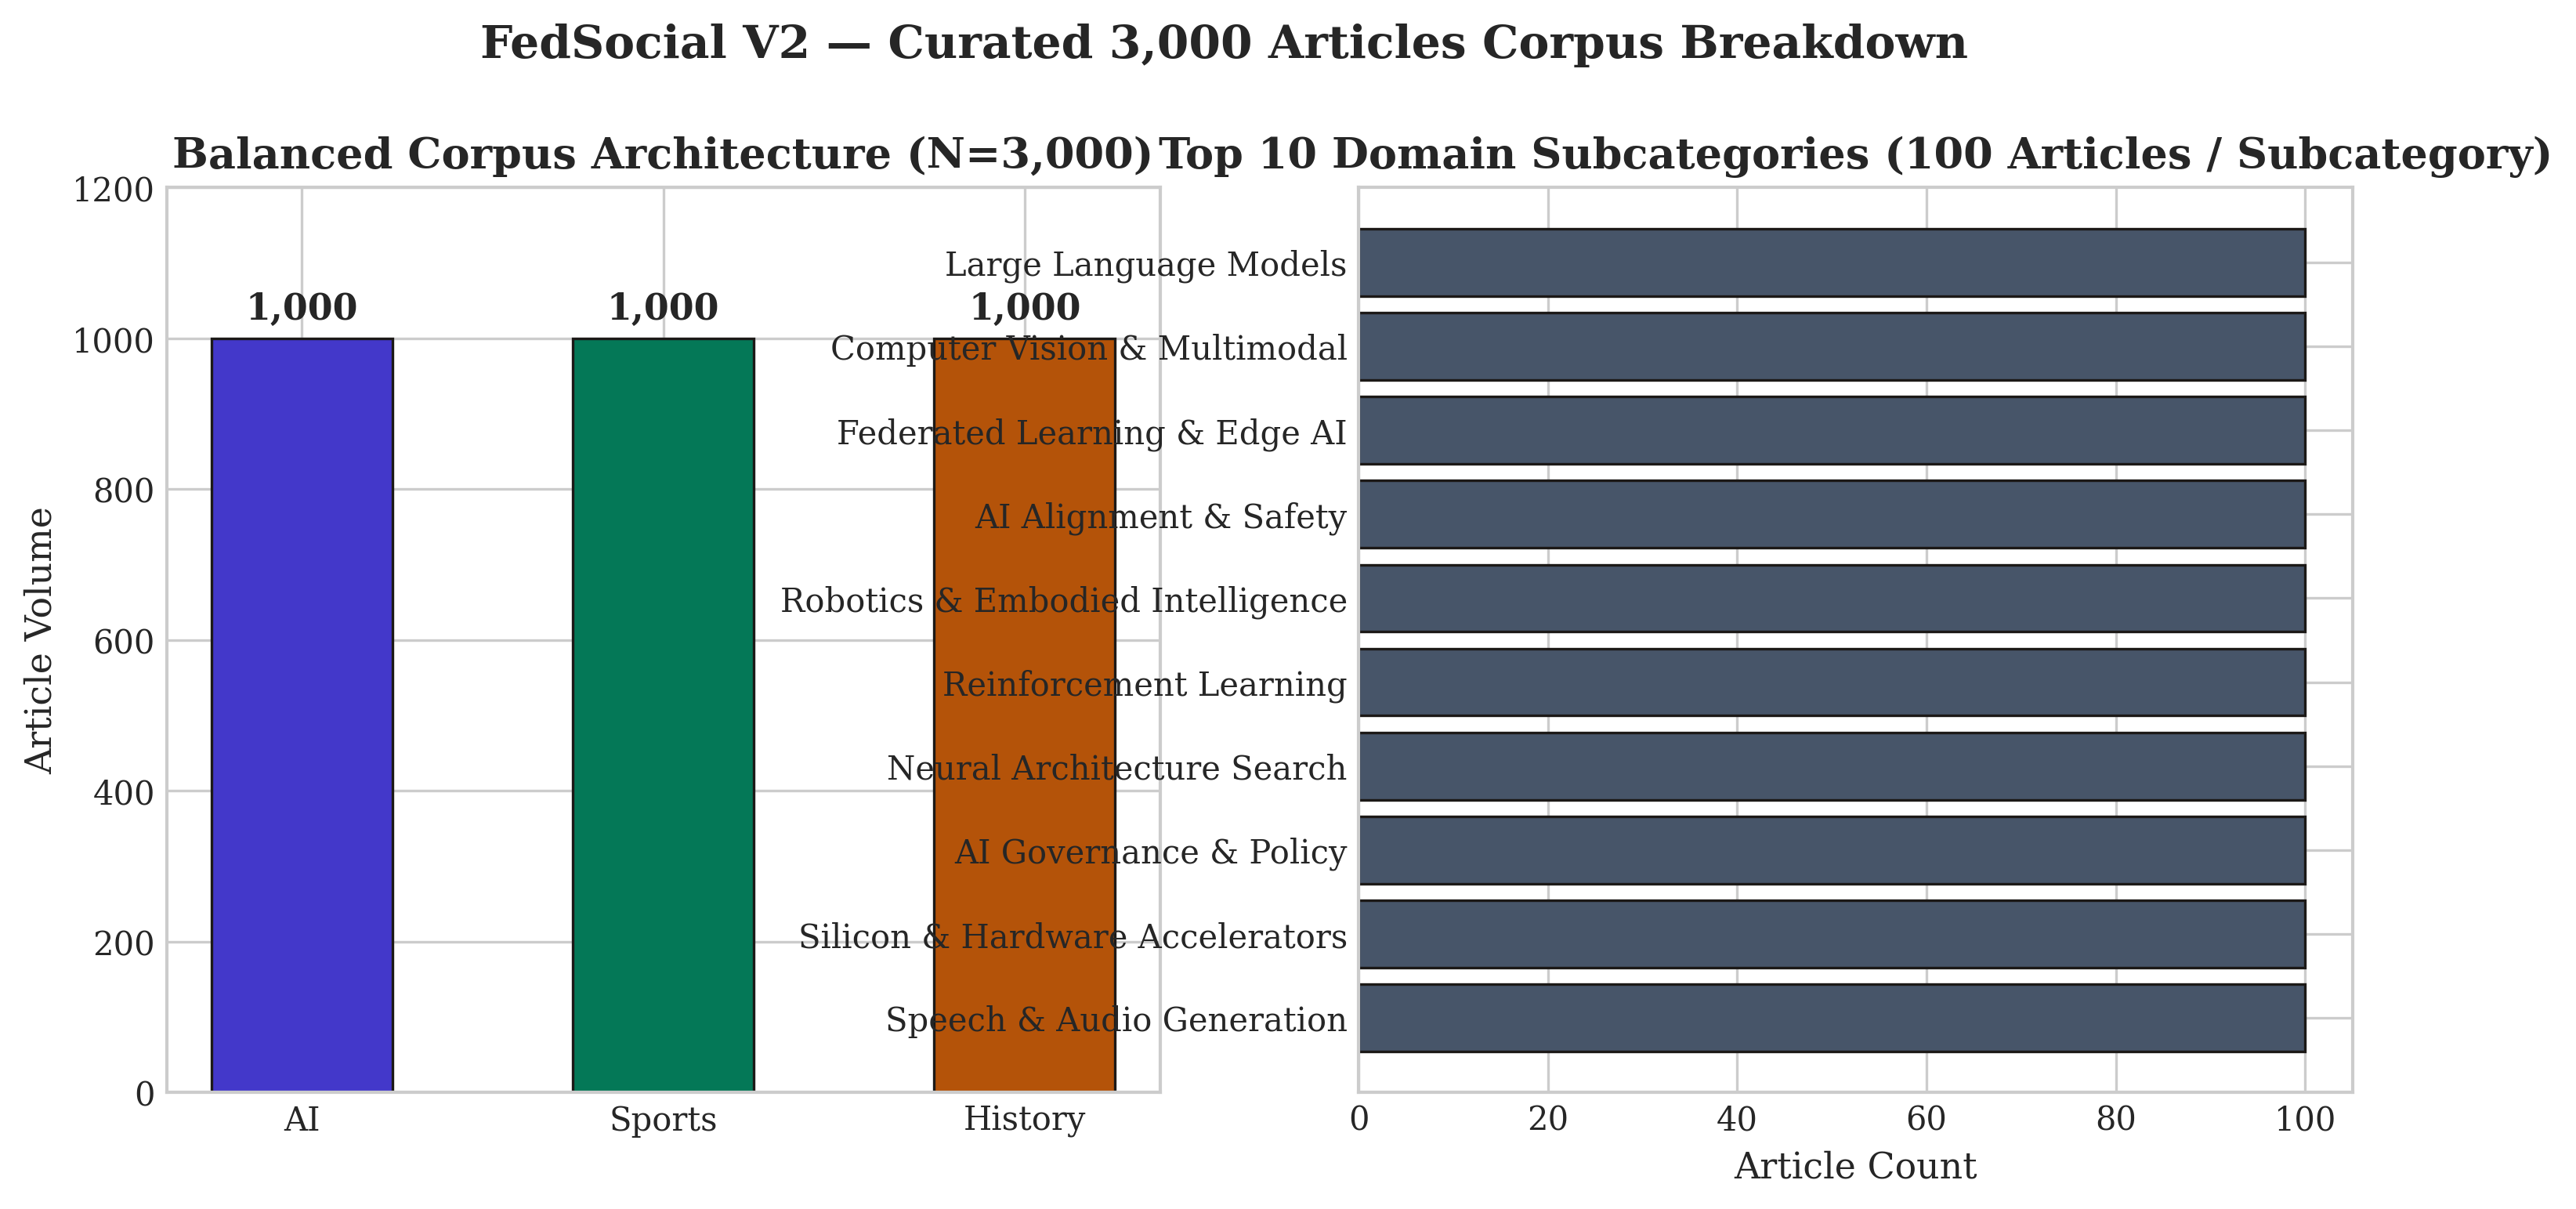 FedSocial V2 — Curated 3,000 Articles Corpus Breakdown
Balanced Corpus Architecture (N=3,000)
1200
1000
800
600
400
200
0
Article Volume
1,000
1,000
1,000
AI
Sports
History
Top 10 Domain Subcategories (100 Articles / Subcategory)
Large Language Models
Computer Vision & Multimodal
Federated Learning & Edge AI
AI Alignment & Safety
Robotics & Embodied Intelligence
Reinforcement Learning
Neural Architecture Search
AI Governance & Policy
Silicon & Hardware Accelerators
Speech & Audio Generation
0
20
40
60
80
100
Article Count